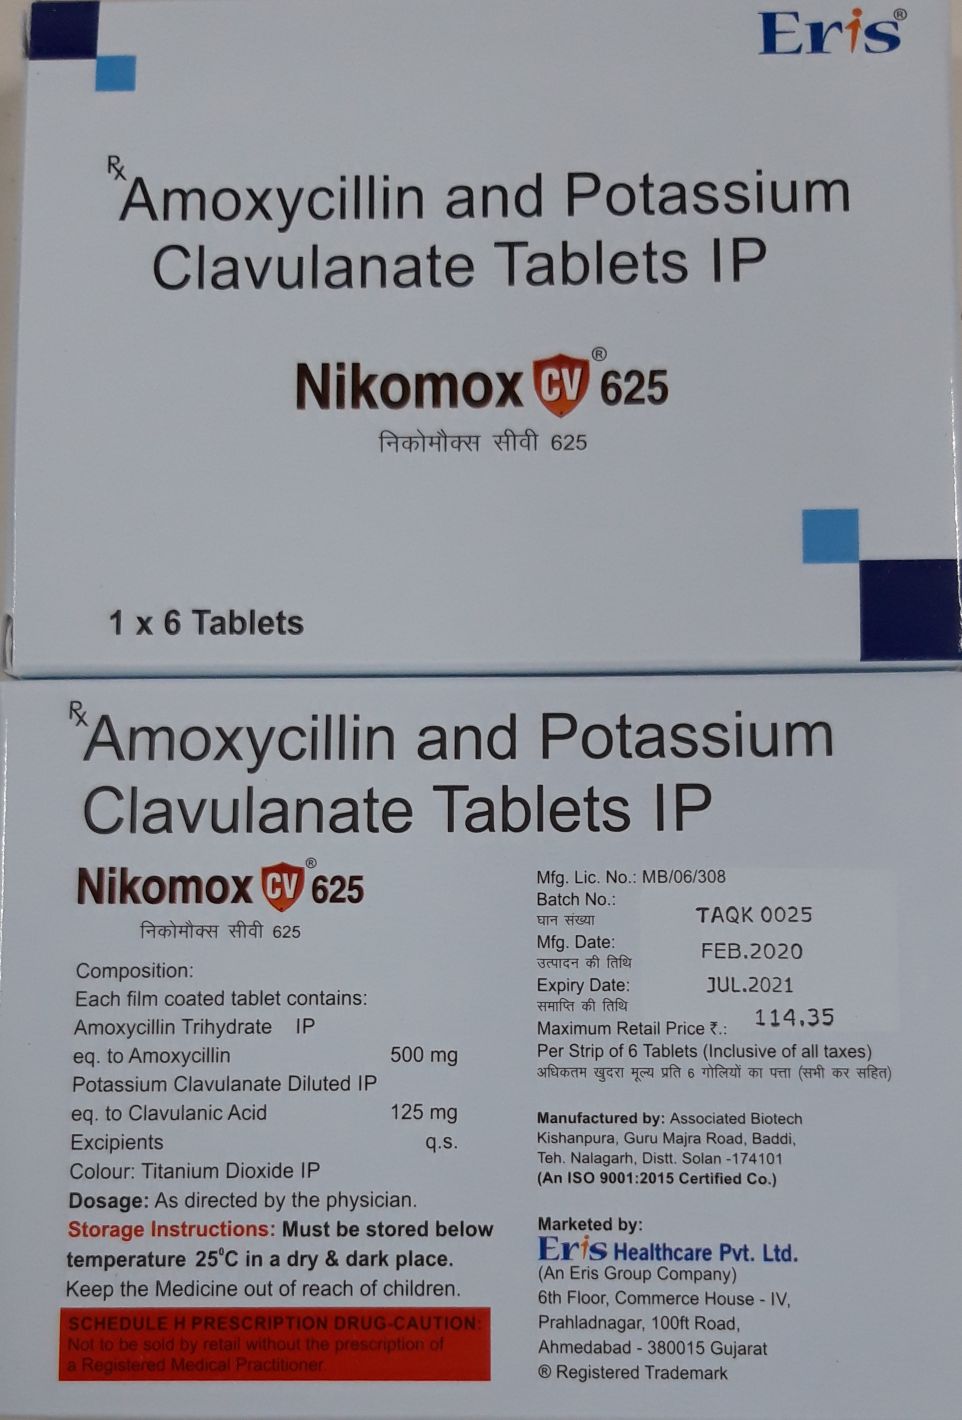 Eris®
Rx
Amoxycillin and Potassium
Clavulanate Tablets IP
Nikomox CV® 625
निकोमौक्स सीवी 625
1 x 6 Tablets
Rx
Amoxycillin and Potassium
Clavulanate Tablets IP
Nikomox CV® 625
निकोमौक्स सीवी 625
Composition:
Each film coated tablet contains:
Amoxycillin Trihydrate IP
eq. to Amoxycillin 500 mg
Potassium Clavulanate Diluted IP
eq. to Clavulanic Acid 125 mg
Excipients q.s.
Colour: Titanium Dioxide IP
Dosage: As directed by the physician.
Storage Instructions: Must be stored below
temperature 25⁰C in a dry & dark place.
Keep the Medicine out of reach of children.
SCHEDULE H PRESCRIPTION DRUG-CAUTION:
Not to be sold by retail without the prescription of
a Registered Medical Practitioner.
Mfg. Lic. No.: MB/06/308
Batch No.: TAQK 0025
घान संख्या
Mfg. Date: FEB.2020
उत्पादन की तिथि
Expiry Date: JUL.2021
समाप्ति की तिथि
Maximum Retail Price ₹.: 114.35
Per Strip of 6 Tablets (Inclusive of all taxes)
अधिकतम खुदरा मूल्य प्रति 6 गोलियों का पत्ता (सभी कर सहित)
Manufactured by: Associated Biotech
Kishanpura, Guru Majra Road, Baddi,
Teh. Nalagarh, Distt. Solan -174101
(An ISO 9001:2015 Certified Co.)
Marketed by:
Eris Healthcare Pvt. Ltd.
(An Eris Group Company)
6th Floor, Commerce House - IV,
Prahladnagar, 100ft Road,
Ahmedabad - 380015 Gujarat
® Registered Trademark